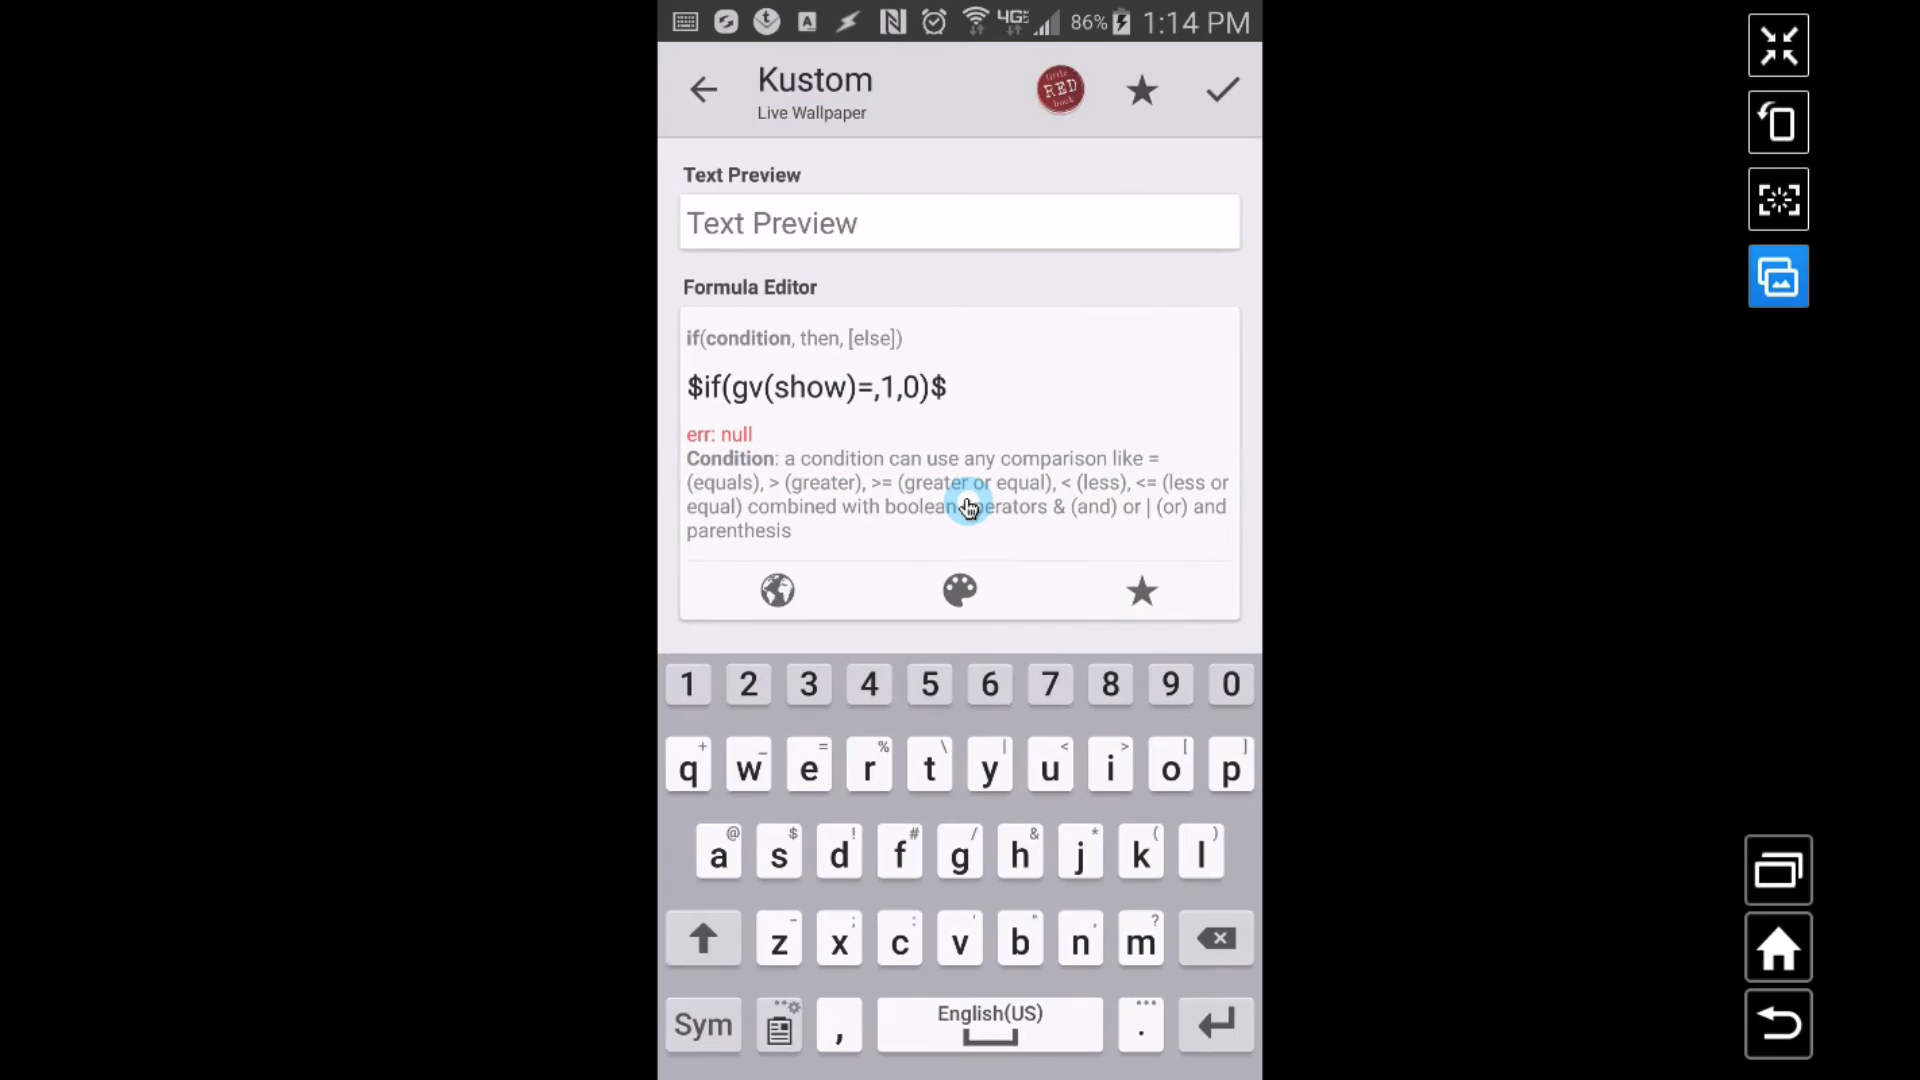 4GE 86% 1:14 PM
Kustom
Live Wallpaper
little
RED
book
Text Preview
Text Preview
Formula Editor
if(condition, then, [else])
$if(gv(show)=,1,0)$
err: null
Condition: a condition can use any comparison like =
(equals), > (greater), >= (greater or equal), < (less), <= (less or
equal) combined with boolean operators & (and) or | (or) and
parenthesis
1 2 3 4 5 6 7 8 9 0
+ _ = % \ | < > [ ]
q w e r t y u i o p
@ $ ! # / & * ( )
a s d f g h j k l
- ; : ' " , ?
z x c v b n m
Sym , English(US) .